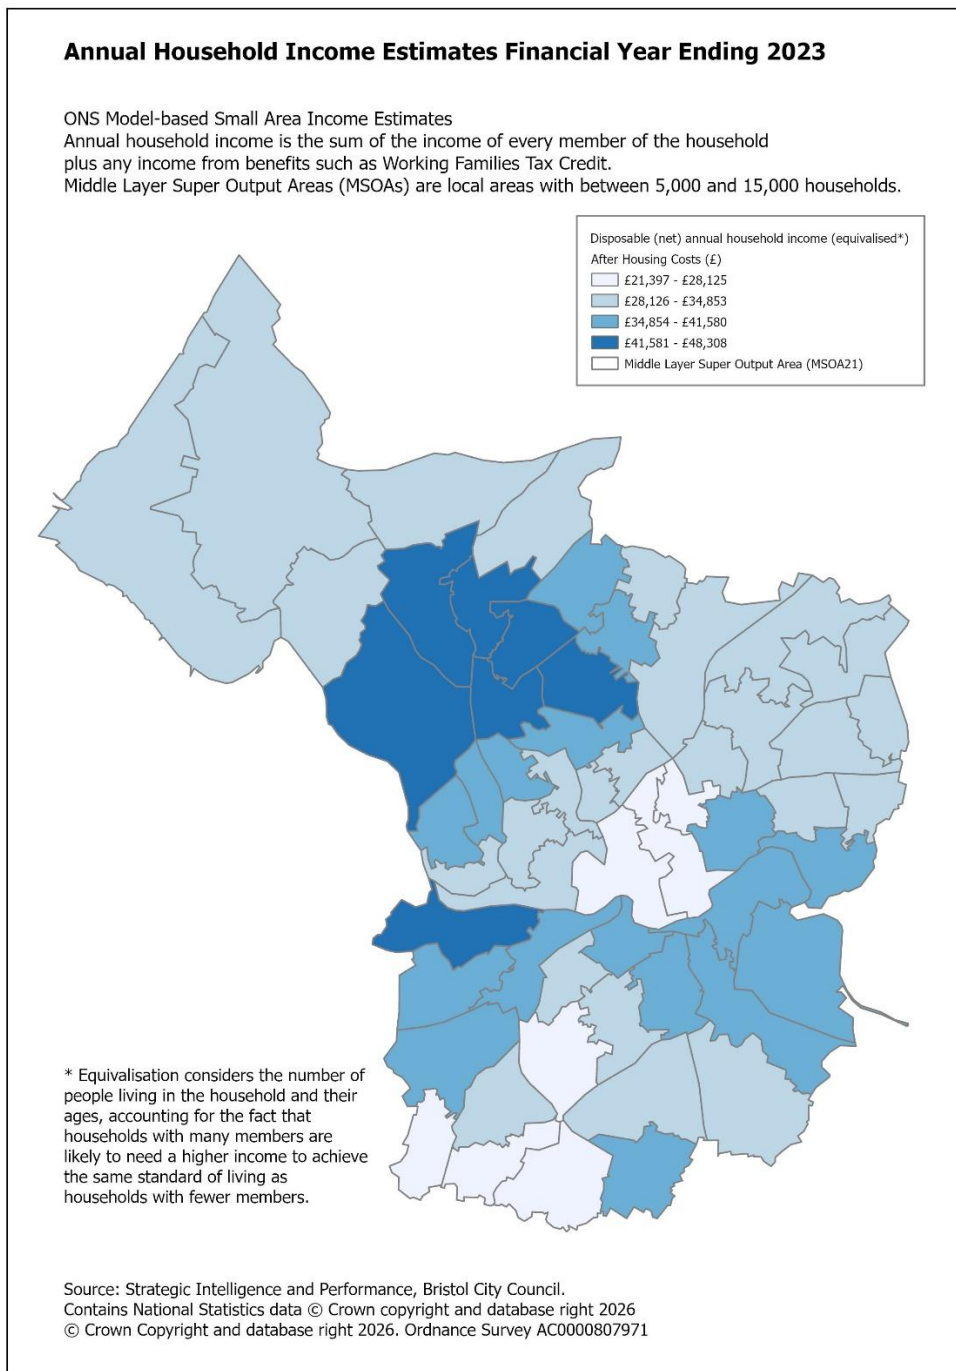 Annual Household Income Estimates Financial Year Ending 2023
ONS Model-based Small Area Income Estimates
Annual household income is the sum of the income of every member of the household
plus any income from benefits such as Working Families Tax Credit.
Middle Layer Super Output Areas (MSOAs) are local areas with between 5,000 and 15,000 households.
Disposable (net) annual household income (equivalised*)
After Housing Costs (£)
£21,397 - £28,125
£28,126 - £34,853
£34,854 - £41,580
£41,581 - £48,308
Middle Layer Super Output Area (MSOA21)
* Equivalisation considers the number of
people living in the household and their
ages, accounting for the fact that
households with many members are
likely to need a higher income to achieve
the same standard of living as
households with fewer members.
Source: Strategic Intelligence and Performance, Bristol City Council.
Contains National Statistics data © Crown copyright and database right 2026
© Crown Copyright and database right 2026. Ordnance Survey AC0000807971